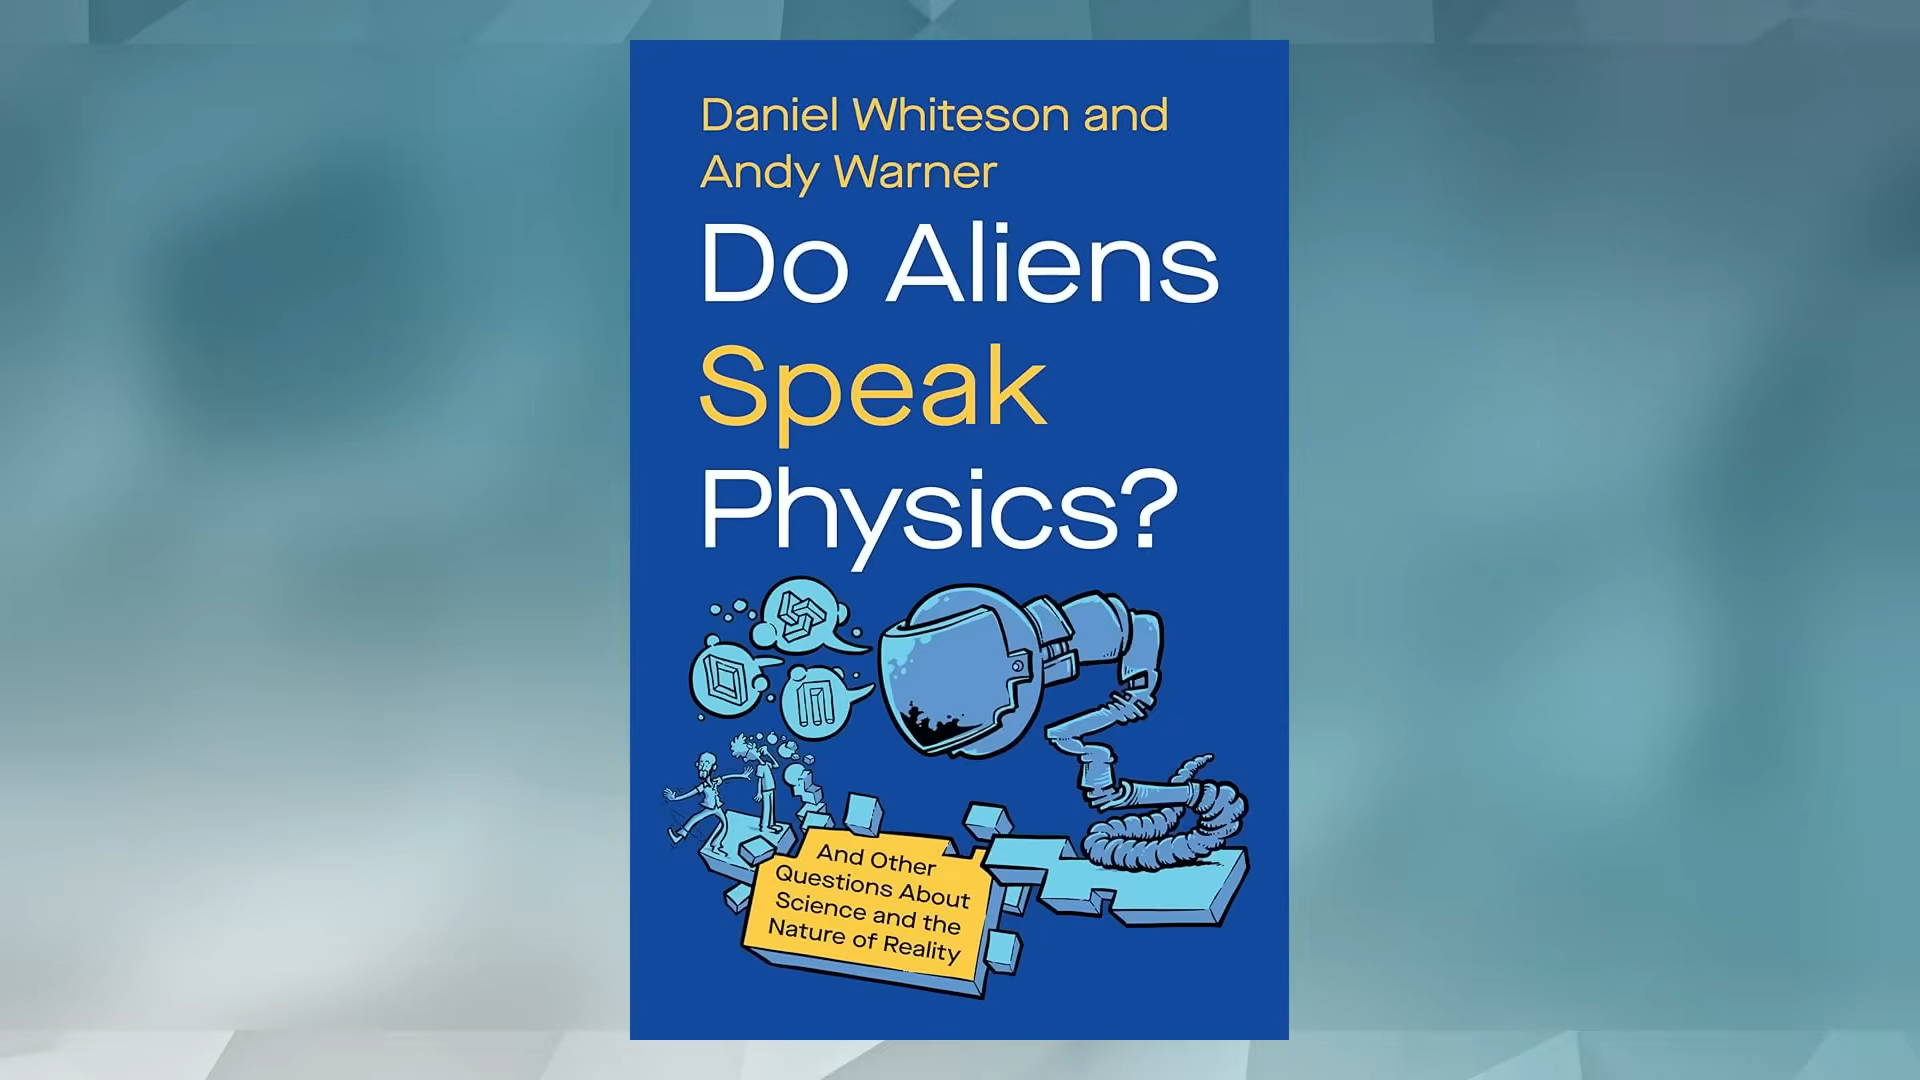 Daniel Whiteson and
Andy Warner
Do Aliens
Speak
Physics?
And Other
Questions About
Science and the
Nature of Reality